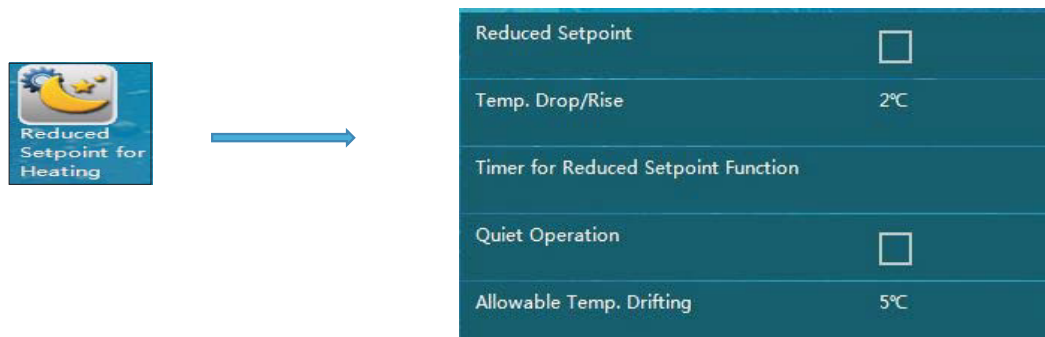 Reduced
Setpoint for
Heating
Reduced Setpoint
Temp. Drop/Rise 2℃
Timer for Reduced Setpoint Function
Quiet Operation
Allowable Temp. Drifting 5℃